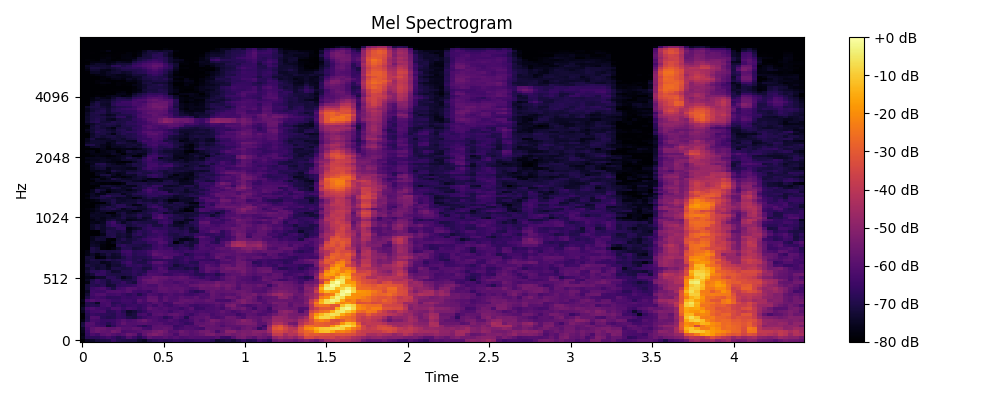 Mel Spectrogram
+0 dB
-10 dB
-20 dB
-30 dB
-40 dB
-50 dB
-60 dB
-70 dB
-80 dB
4096
2048
1024
512
0
Hz
0 0.5 1 1.5 2 2.5 3 3.5 4
Time